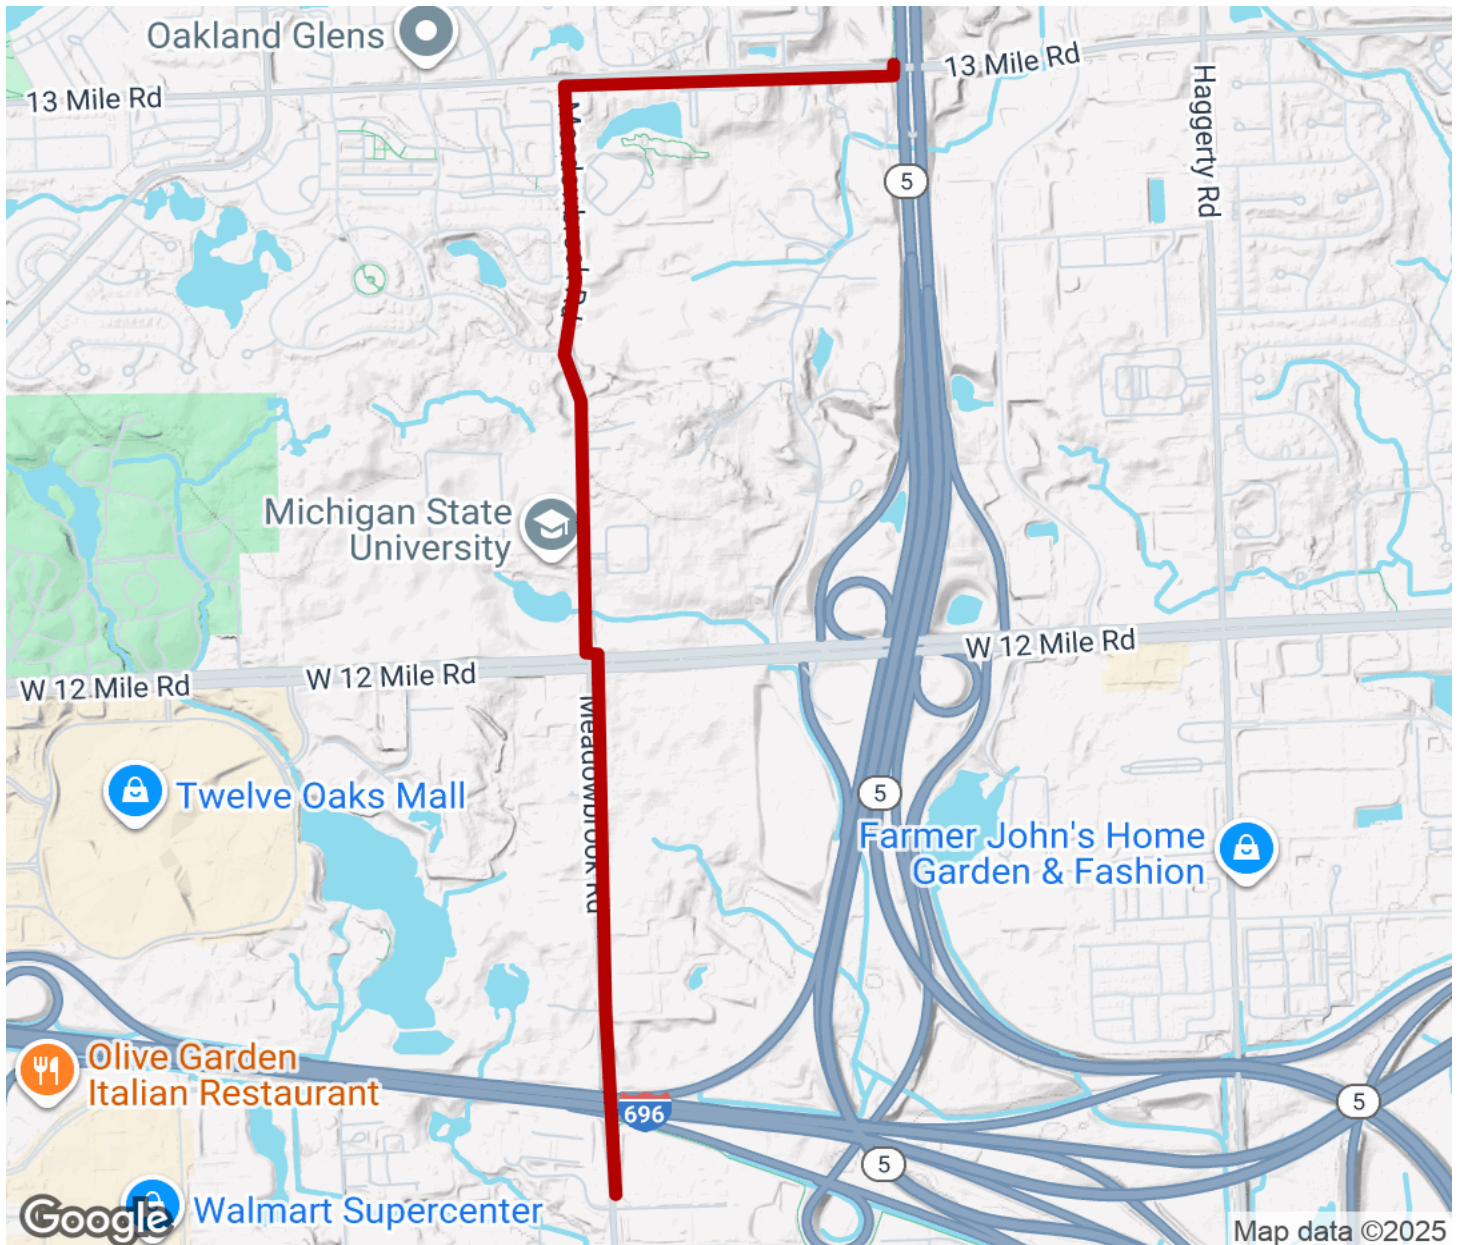 Oakland Glens
13 Mile Rd
13 Mile Rd
Haggerty Rd
Meadowbrook Rd
5
Michigan State
University
W 12 Mile Rd
W 12 Mile Rd
W 12 Mile Rd
Meadowbrook Rd
Twelve Oaks Mall
5
Farmer John's Home
Garden & Fashion
Olive Garden
Italian Restaurant
696
5
5
Walmart Supercenter
Google
Map data ©2025